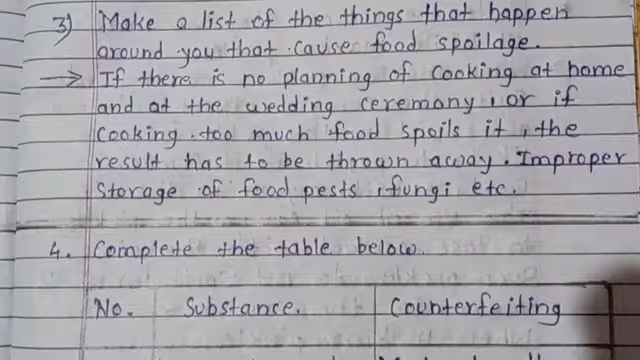 3) Make a list of the things that happen
around you that cause food spoilage.
→ If there is no planning of cooking at home
and at the wedding ceremony, or if
cooking too much food spoils it, the
result has to be thrown away. Improper
storage of food pests, fungi etc.
4. Complete the table below.
No. Substance. Counterfeiting